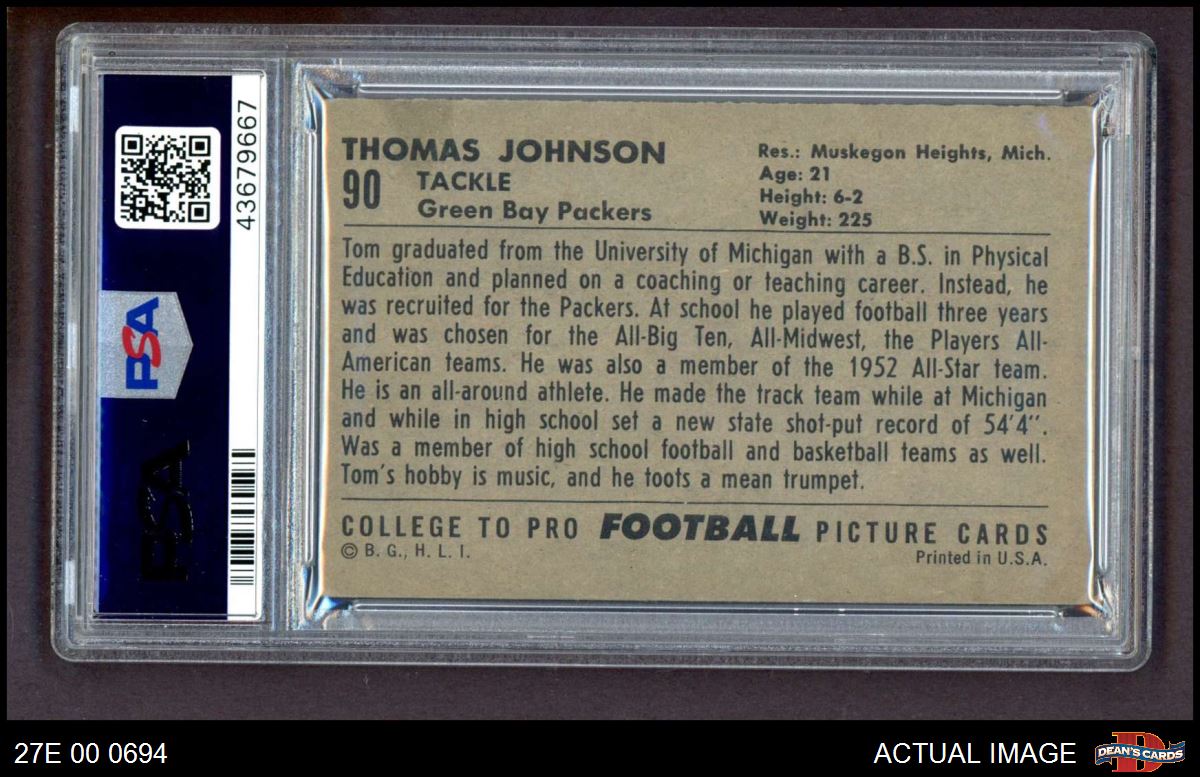 43679667
PSA
PSA
THOMAS JOHNSON
90
TACKLE
Green Bay Packers
Res.: Muskegon Heights, Mich.
Age: 21
Height: 6-2
Weight: 225
Tom graduated from the University of Michigan with a B.S. in Physical
Education and planned on a coaching or teaching career. Instead, he
was recruited for the Packers. At school he played football three years
and was chosen for the All-Big Ten, All-Midwest, the Players All-
American teams. He was also a member of the 1952 All-Star team.
He is an all-around athlete. He made the track team while at Michigan
and while in high school set a new state shot-put record of 54'4".
Was a member of high school football and basketball teams as well.
Tom's hobby is music, and he toots a mean trumpet.
COLLEGE TO PRO FOOTBALL PICTURE CARDS
© B. G., H. L. I.
Printed in U.S.A.
27E 00 0694
ACTUAL IMAGE
DEAN'S CARDS